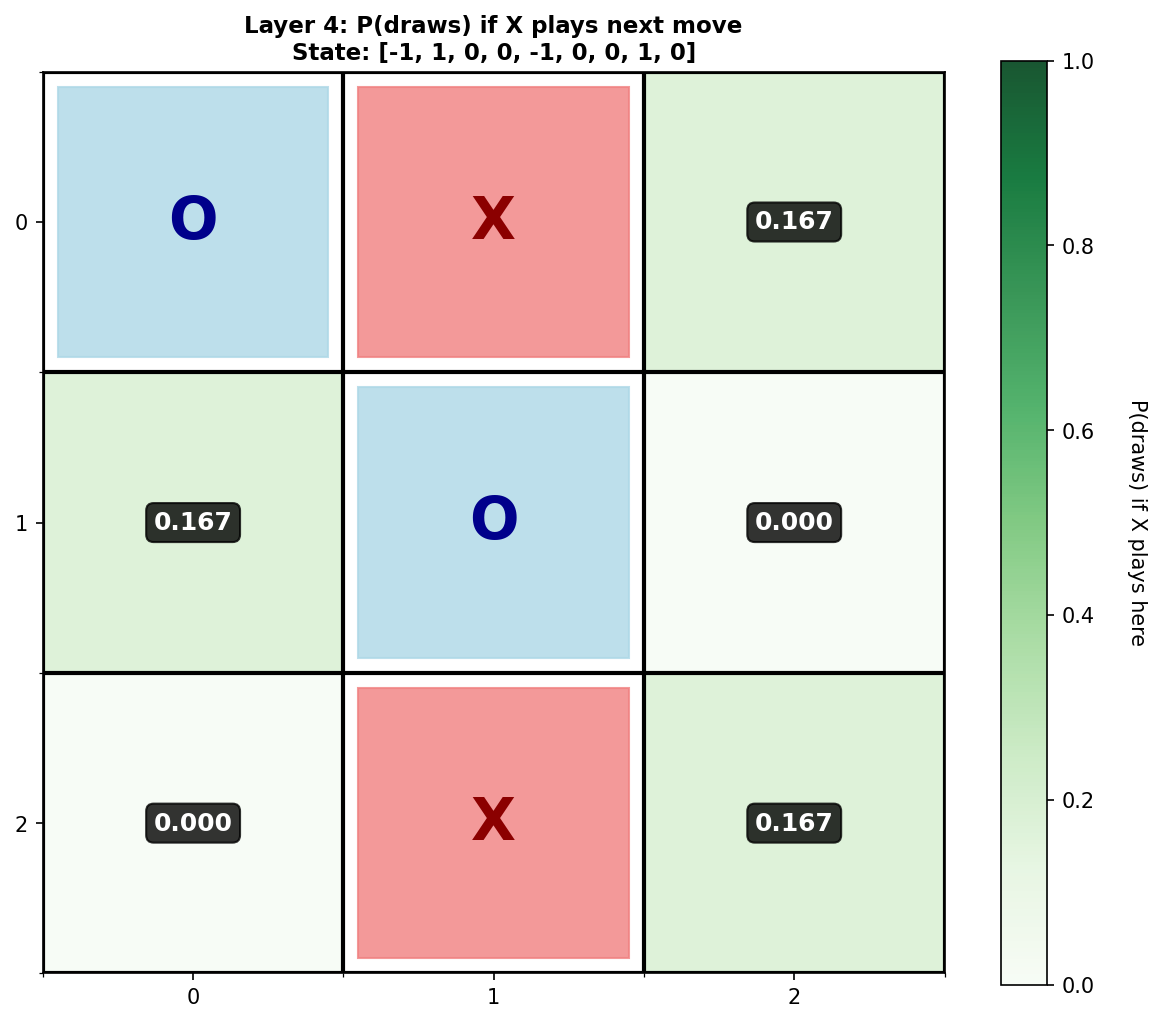 Layer 4: P(draws) if X plays next move
State: [-1, 1, 0, 0, -1, 0, 0, 1, 0]
0
O
X
0.167
1
0.167
O
0.000
2
0.000
X
0.167
0
1
2
1.0
0.8
0.6
0.4
0.2
0.0
P(draws) if X plays here